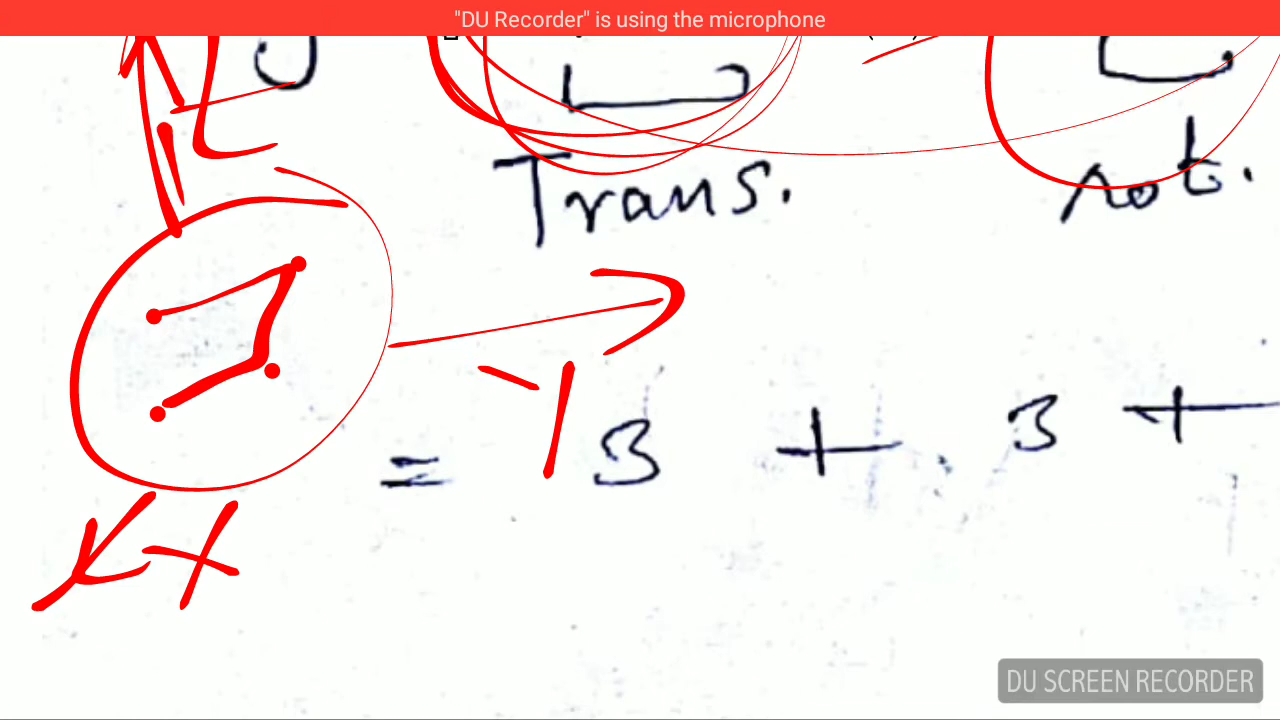 "DU Recorder" is using the microphone
Trans. rot.
Y
= 3 + 3 +
X
DU SCREEN RECORDER